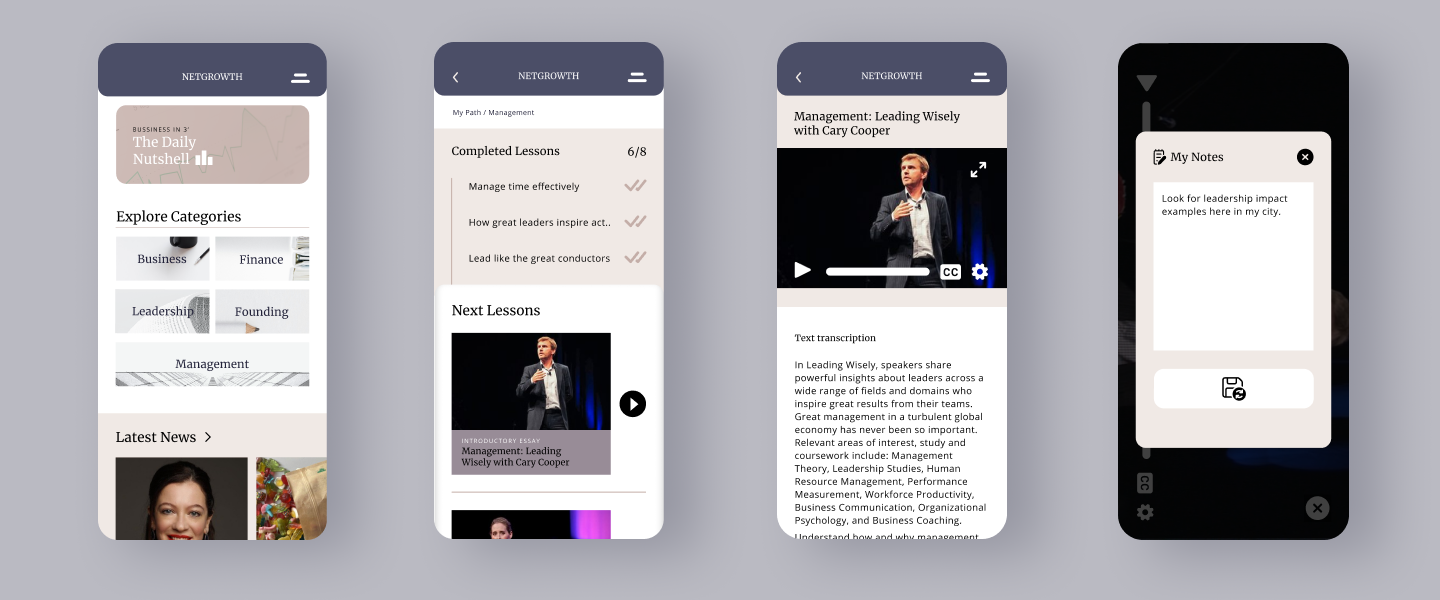 NETGROWTH
BUSSINESS IN 3'
The Daily
Nutshell
Explore Categories
Business
Finance
Leadership
Founding
Management
Latest News
NETGROWTH
My Path / Management
Completed Lessons 6/8
Manage time effectively
How great leaders inspire act..
Lead like the great conductors
Next Lessons
INTRODUCTORY ESSAY
Management: Leading
Wisely with Cary Cooper
NETGROWTH
Management: Leading Wisely
with Cary Cooper
CC
Text transcription
In Leading Wisely, speakers share
powerful insights about leaders across a
wide range of fields and domains who
inspire great results from their teams.
Great management in a turbulent global
economy has never been so important.
Relevant areas of interest, study and
coursework include: Management
Theory, Leadership Studies, Human
Resource Management, Performance
Measurement, Workforce Productivity,
Business Communication, Organizational
Psychology, and Business Coaching.
Understand how and why management
My Notes
Look for leadership impact
examples here in my city.
CC